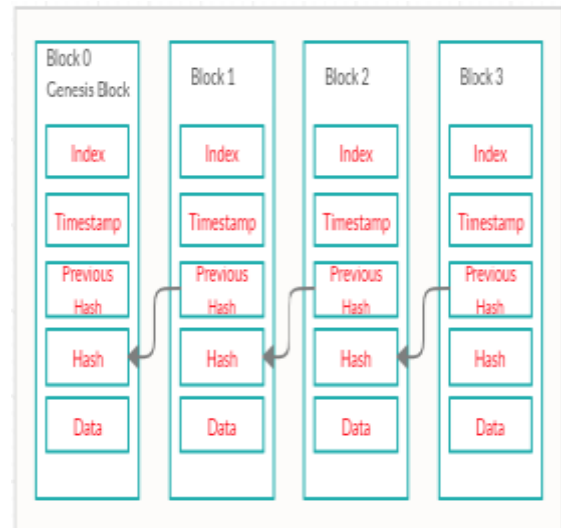 Block 0
Genesis Block
Index
Timestamp
Previous
Hash
Hash
Data
Block 1
Index
Timestamp
Previous
Hash
Hash
Data
Block 2
Index
Timestamp
Previous
Hash
Hash
Data
Block 3
Index
Timestamp
Previous
Hash
Hash
Data